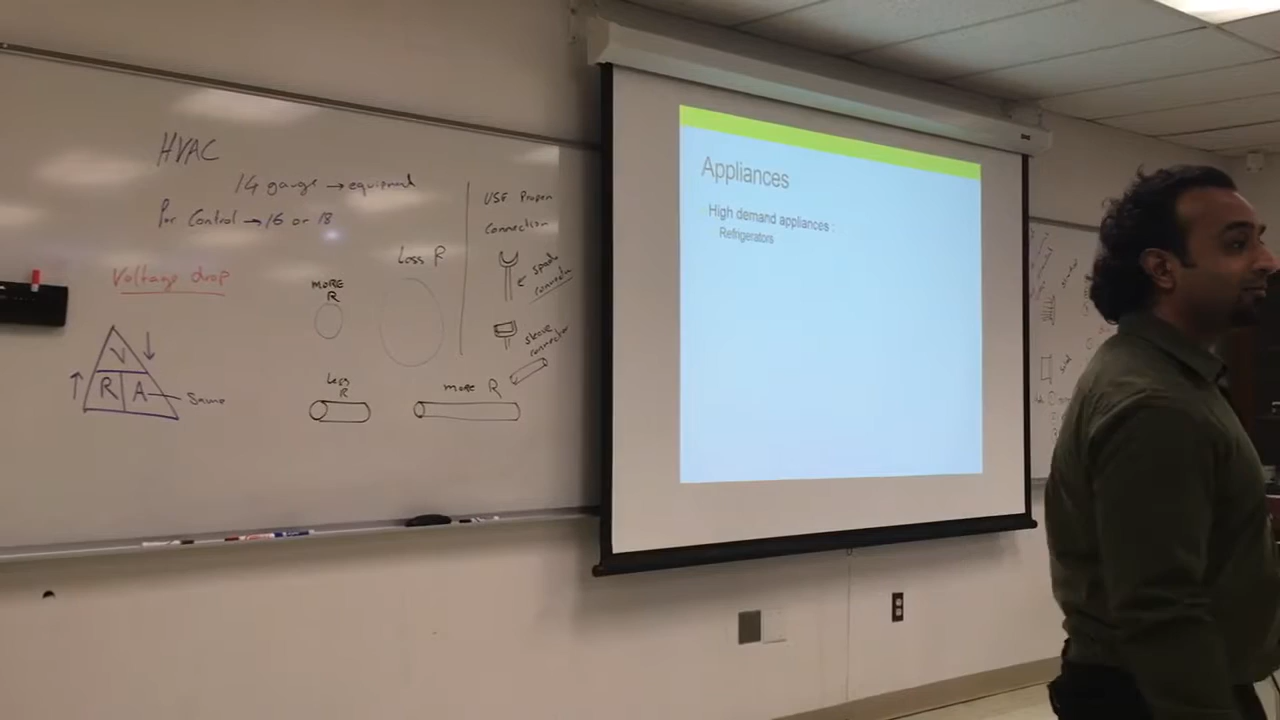 HVAC
14 gauge → equipment
For Control → 16 or 18
Voltage drop
V
R A
Same
MORE
R
Less R
Less
R
more R
USE Proper
Connection
spade
connector
sleave
connector
Appliances
High demand appliances :
Refrigerators